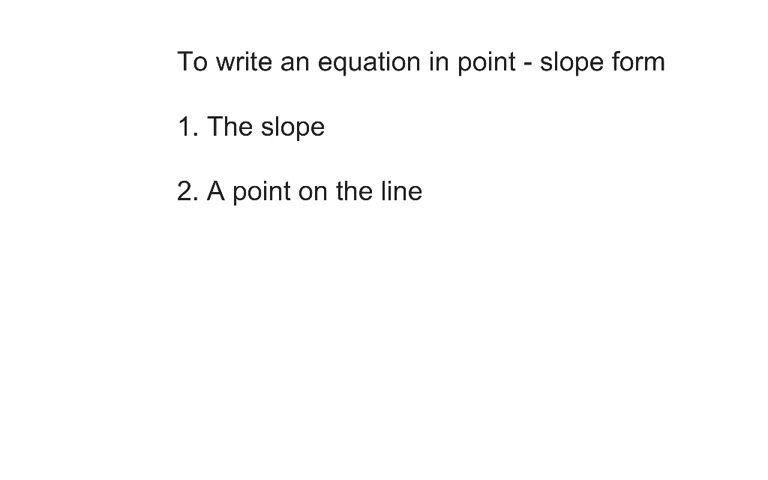 To write an equation in point - slope form
1. The slope
2. A point on the line